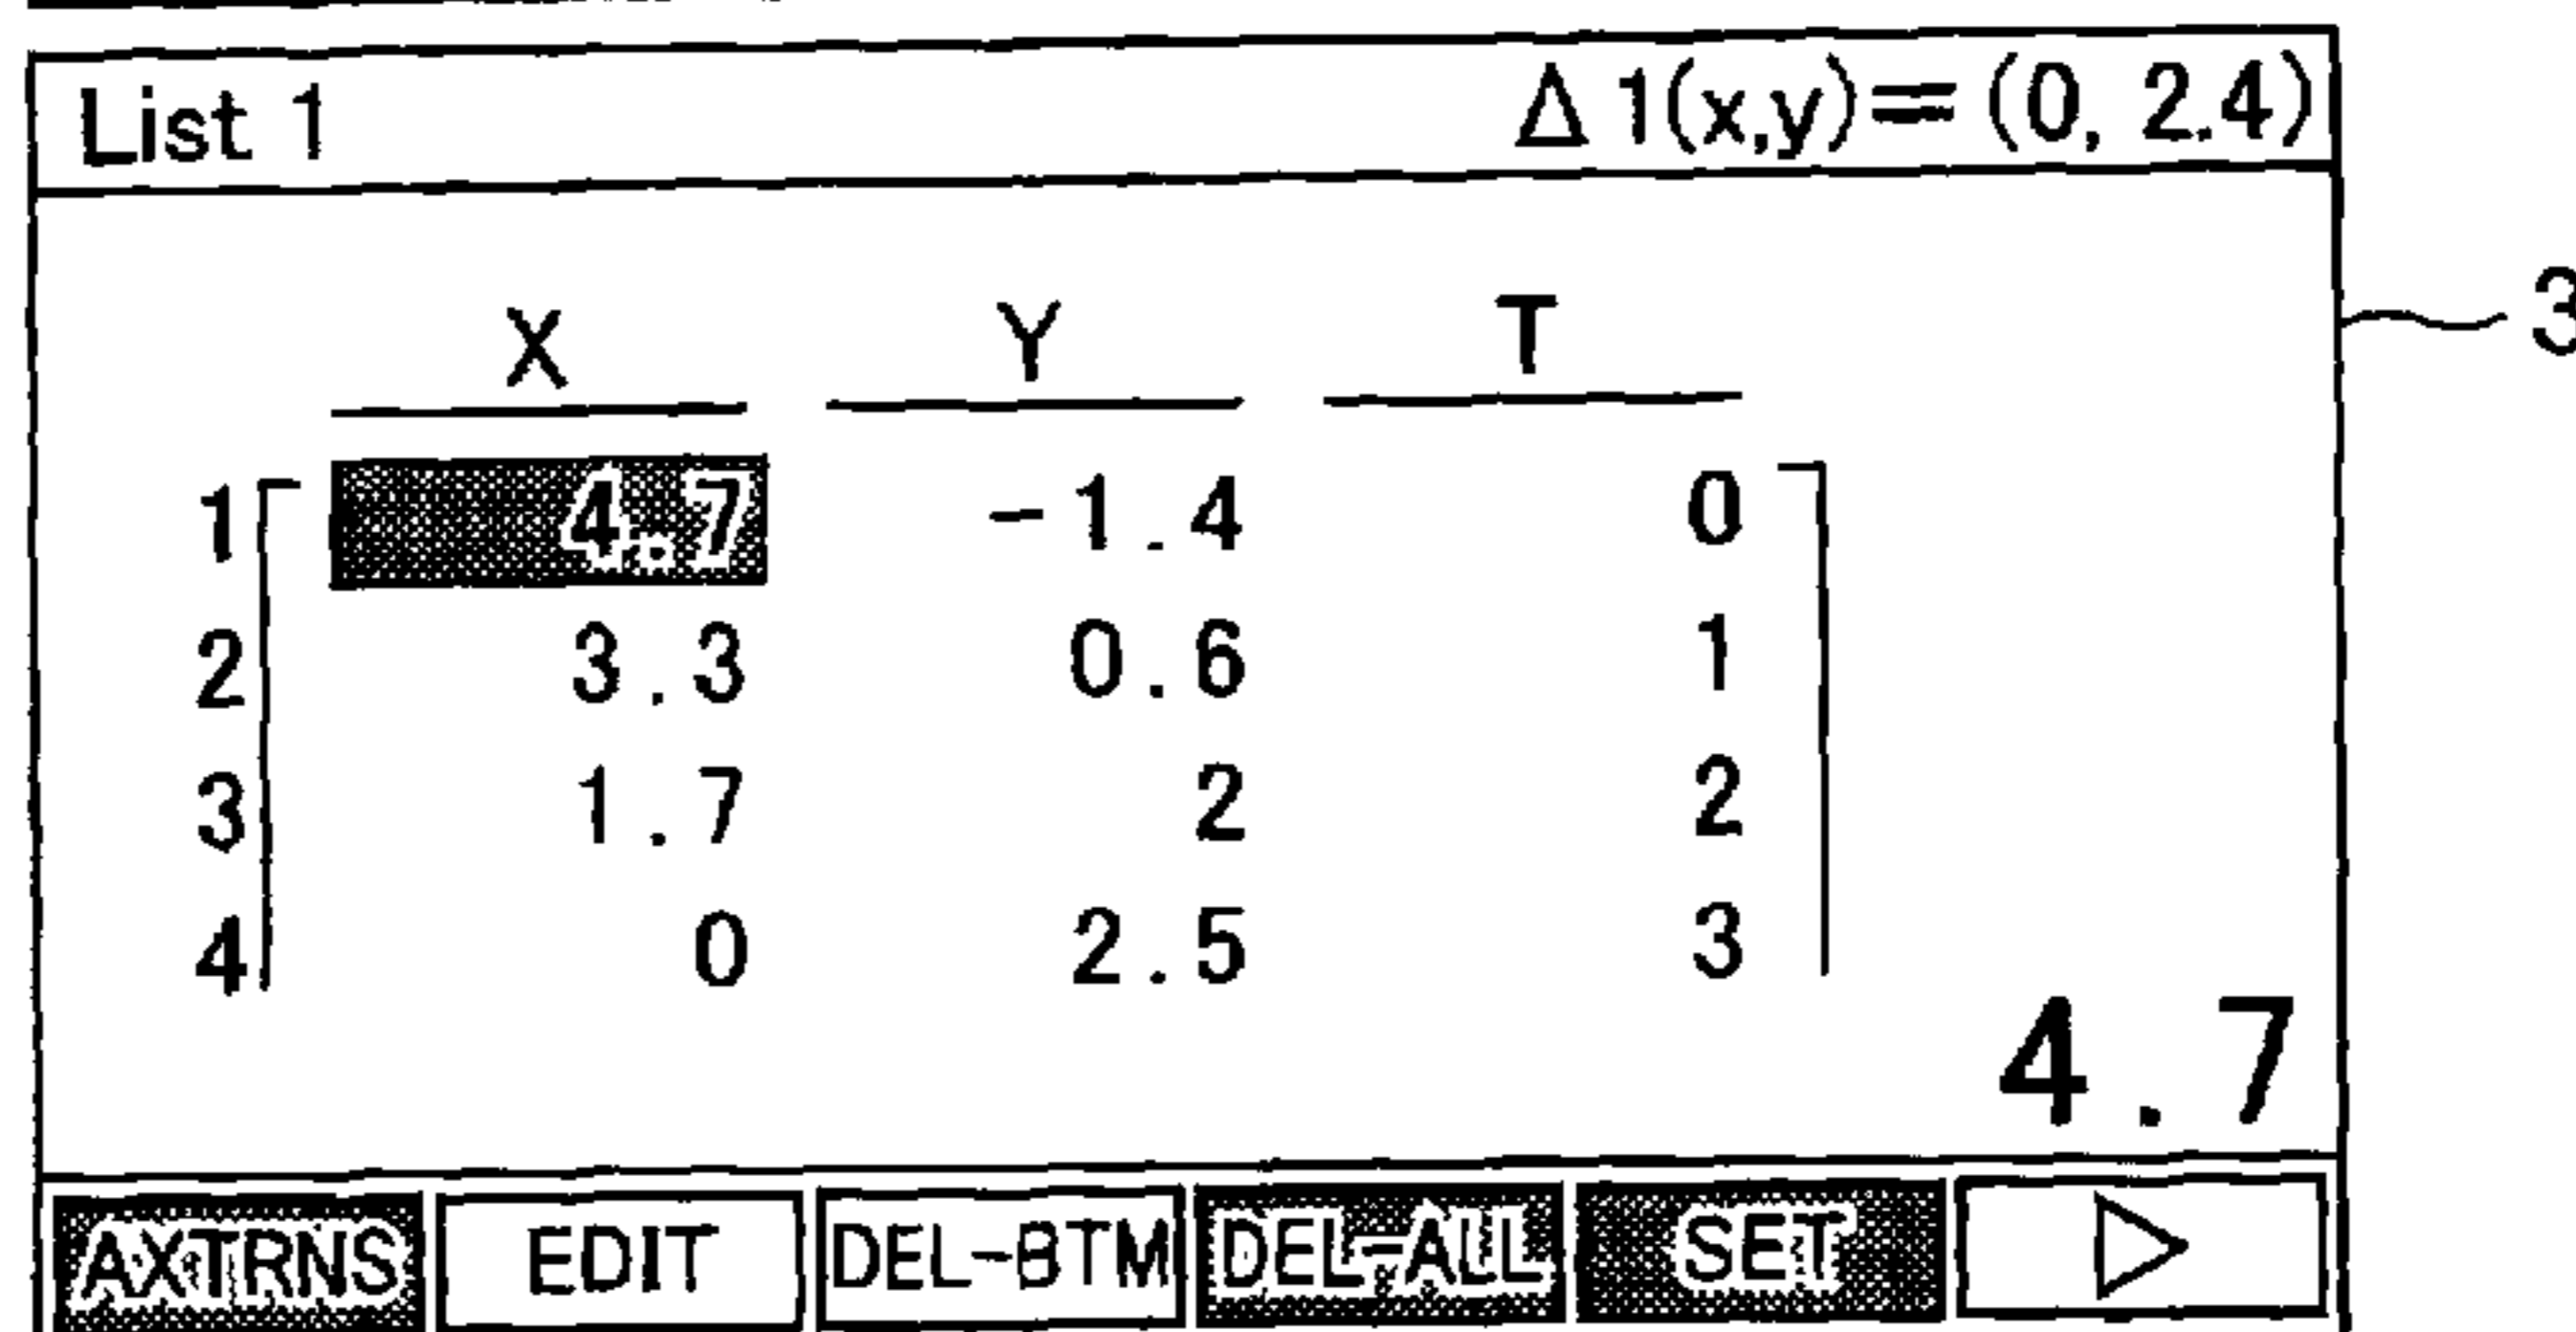 List 1 Δ1(x,y)=(0, 2.4)
3
X Y T
1 4.7 -1.4 0
2 3.3 0.6 1
3 1.7 2 2
4 0 2.5 3
4.7
AXTRNS EDIT DEL-BTM DEL-ALL SET